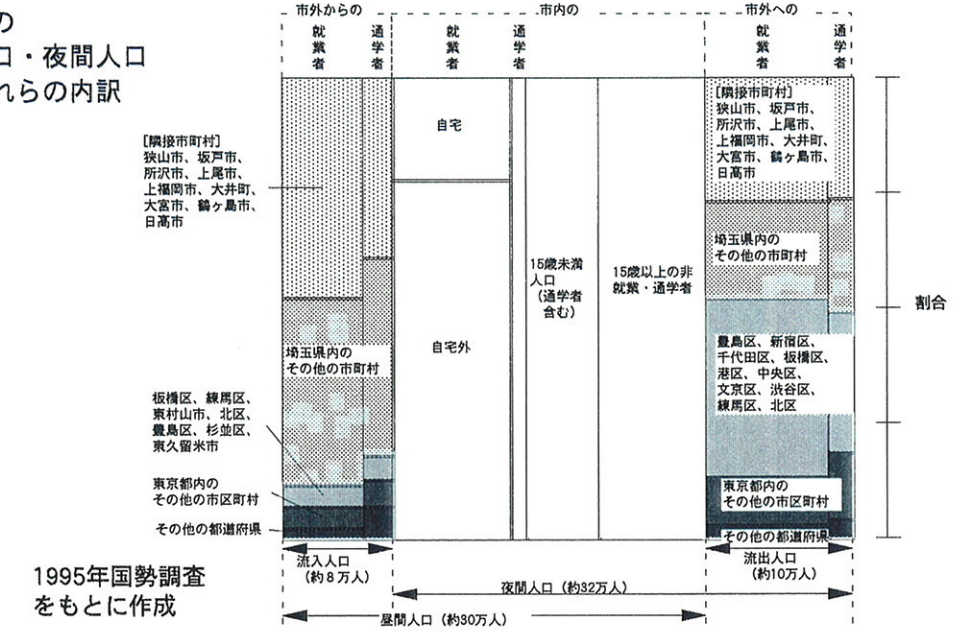 の
口・夜間人口
れらの内訳
市外からの
市内の
市外への
就業者
通学者
就業者
通学者
就業者
通学者
[隣接市町村]
狭山市、坂戸市、
所沢市、上尾市、
上福岡市、大井町、
大宮市、鶴ヶ島市、
日高市
埼玉県内の
その他の市町村
板橋区、練馬区、
東村山市、北区、
豊島区、杉並区、
東久留米市
東京都内の
その他の市区町村
その他の都道府県
自宅
自宅外
15歳未満
人口
(通学者
含む)
15歳以上の非
就業・通学者
[隣接市町村]
狭山市、坂戸市、
所沢市、上尾市、
上福岡市、大井町、
大宮市、鶴ヶ島市、
日高市
埼玉県内の
その他の市町村
豊島区、新宿区、
千代田区、板橋区、
港区、中央区、
文京区、渋谷区、
練馬区、北区
東京都内の
その他の市区町村
その他の都道府県
割合
流入人口
(約8万人)
流出人口
(約10万人)
夜間人口 (約32万人)
昼間人口 (約30万人)
1995年国勢調査
をもとに作成